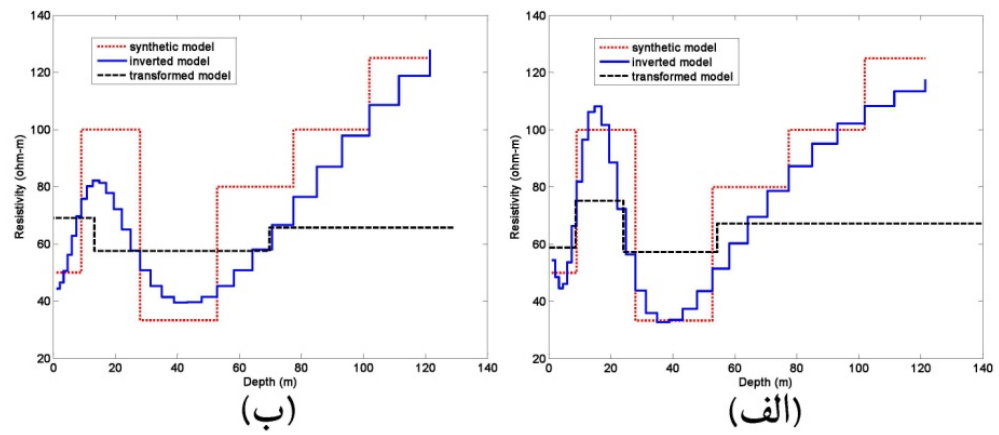 140
120
100
80
60
40
20
Resistivity (ohm-m)
synthetic model
inverted model
transformed model
0 20 40 60 80 100 120 140
Depth (m)
(ب)
140
120
100
80
60
40
20
Resistivity (ohm-m)
synthetic model
inverted model
transformed model
0 20 40 60 80 100 120 140
Depth (m)
(الف)